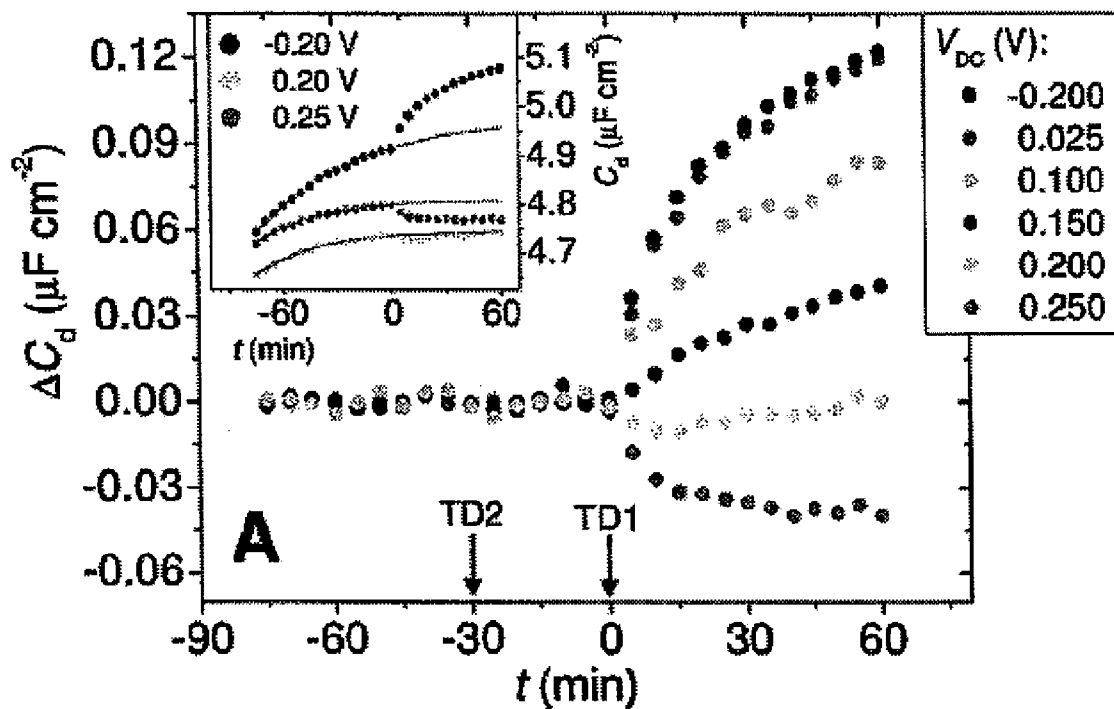 0.12
0.09
0.06
0.03
0.00
-0.03
-0.06
ΔC_d (μF cm⁻²)
-0.20 V
0.20 V
0.25 V
5.1
5.0
4.9
4.8
4.7
C_d (μF cm⁻²)
-60 0 60
t (min)
V_DC (V):
-0.200
0.025
0.100
0.150
0.200
0.250
TD2 TD1
A
-90 -60 -30 0 30 60
t (min)